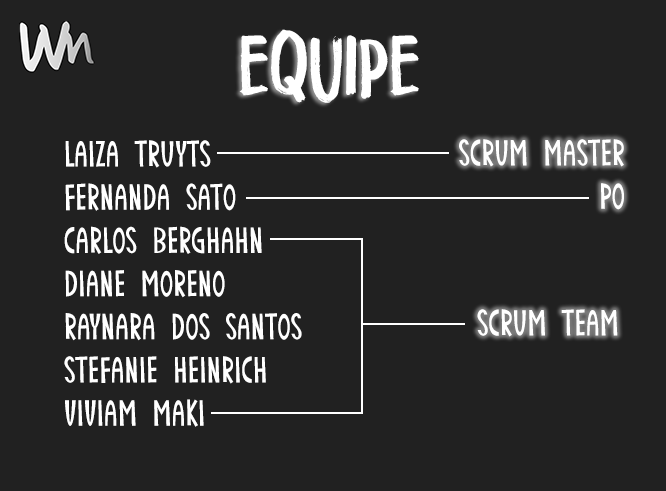 WM
EQUIPE
LAIZA TRUYTS SCRUM MASTER
FERNANDA SATO PO
CARLOS BERGHAHN
DIANE MORENO
RAYNARA DOS SANTOS SCRUM TEAM
STEFANIE HEINRICH
VIVIAM MAKI